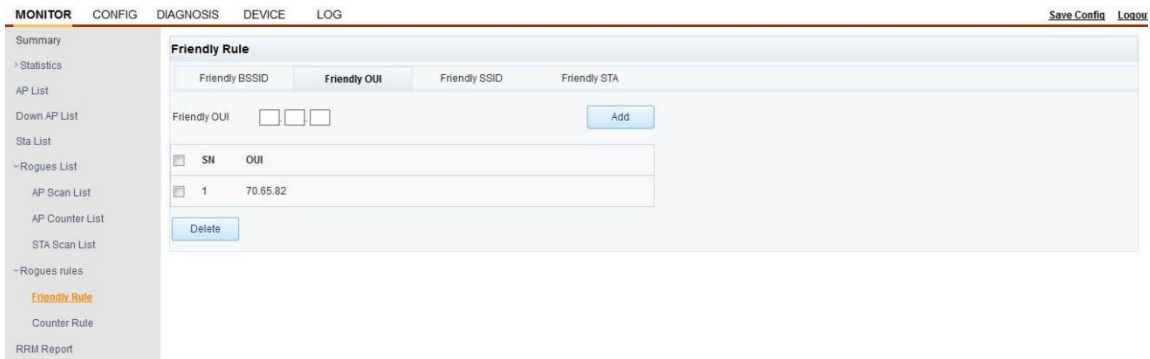 MONITOR CONFIG DIAGNOSIS DEVICE LOG Save Config Logou
Summary
Statistics
AP List
Down AP List
Sta List
Rogues List
AP Scan List
AP Counter List
STA Scan List
Rogues rules
Friendly Rule
Counter Rule
RRM Report
Friendly Rule
Friendly BSSID Friendly OUI Friendly SSID Friendly STA
Friendly OUI . . Add
SN OUI
1 70.65.82
Delete